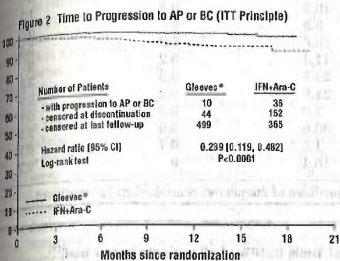 Figure 2 Time to Progression to AP or BC (ITT Principle)
100
90
80
70
60
50
40
30
20
10
0
Number of Patients Gleevec® IFN+Ara-C
- with progression to AP or BC 10 36
- censored at discontinuation 44 152
- censored at last follow-up 499 365
Hazard ratio [95% CI] 0.239 [0.119, 0.482]
Log-rank test P<0.0001
Gleevec®
IFN+Ara-C
0 3 6 9 12 15 18 21
Months since randomization